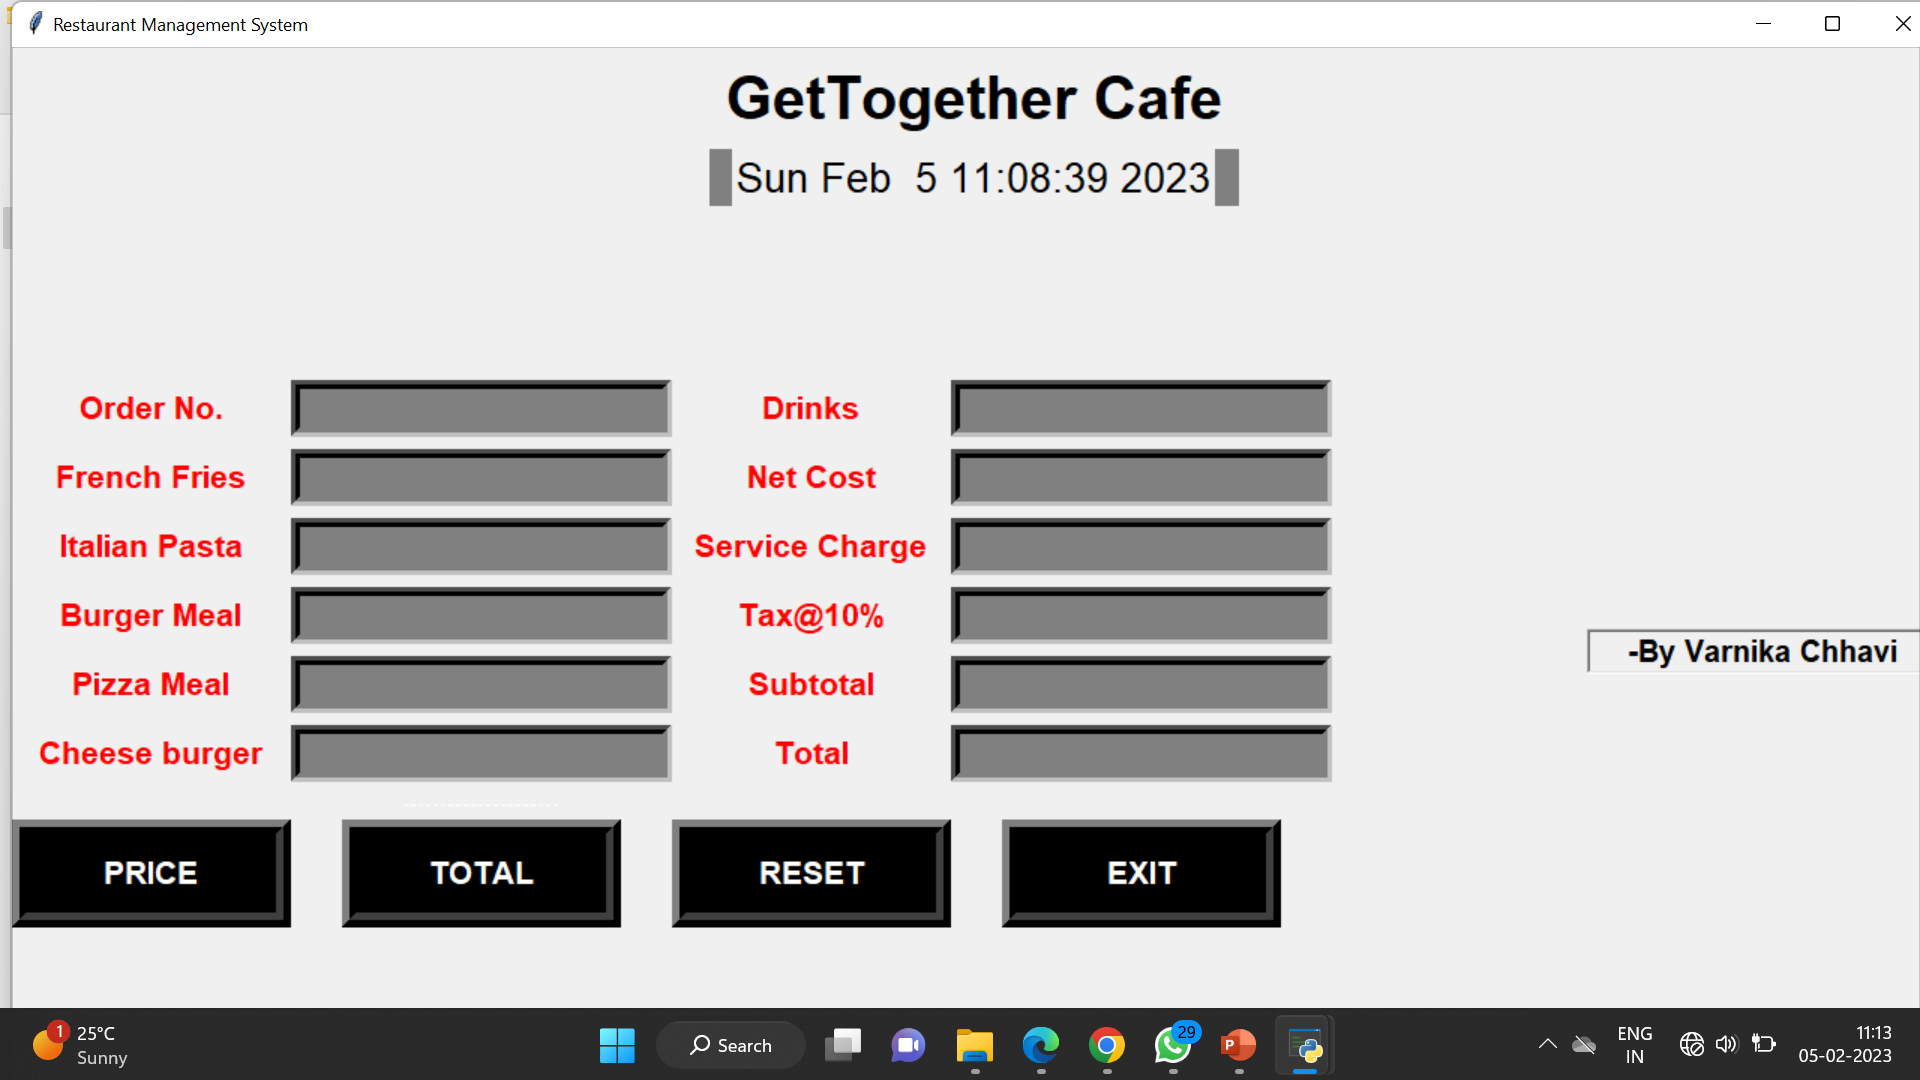 Restaurant Management System
GetTogether Cafe
Sun Feb  5 11:08:39 2023
Order No.
Drinks
French Fries
Net Cost
Italian Pasta
Service Charge
Burger Meal
Tax@10%
-By Varnika Chhavi
Pizza Meal
Subtotal
Cheese burger
Total
PRICE
TOTAL
RESET
EXIT
1
25°C
Sunny
Search
29
P
ENG
IN
11:13
05-02-2023